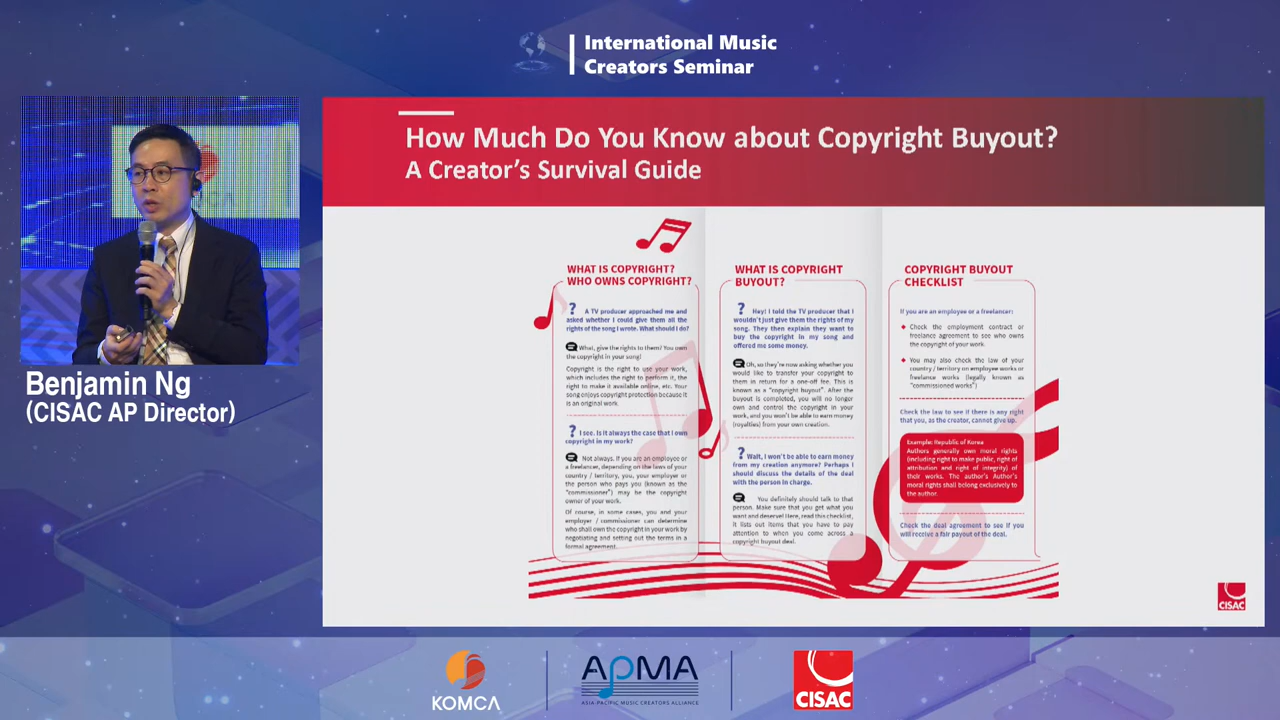 International Music
Creators Seminar
How Much Do You Know about Copyright Buyout?
A Creator's Survival Guide
Benjamin Ng
(CISAC AP Director)
WHAT IS COPYRIGHT?
WHO OWNS COPYRIGHT?
? A TV producer approached me and
asked whether I could give them all the
rights of the song I wrote. What should I do?
What, give the rights to them? You own
the copyright in your song!
Copyright is the right to use your work,
which includes the right to perform it, the
right to make it available online, etc. Your
song enjoys copyright protection because it
is an original work.
? I see. Is it always the case that I own
copyright in my work?
Not always. If you are an employee or
a freelancer, depending on the laws of your
country / territory, you, your employer or
the person who pays you (known as the
"commissioner") may be the copyright
owner of your work.
Of course, in some cases, you and your
employer / commissioner can determine
who shall own the copyright in your work by
negotiating and setting out the terms in a
formal agreement.
WHAT IS COPYRIGHT
BUYOUT?
? Hey! I told the TV producer that I
wouldn't just give them the rights of my
song. They then explain they want to
buy the copyright in my song and
offered me some money.
Oh, so they're now asking whether you
would like to transfer your copyright to
them in return for a one-off fee. This is
known as a "copyright buyout". After the
buyout is completed, you will no longer
own and control the copyright in your
work, and you won't be able to earn money
(royalties) from your own creation.
? Wait, I won't be able to earn money
from my creation anymore? Perhaps I
should discuss the details of the deal
with the person in charge.
You definitely should talk to that
person. Make sure that you get what you
want and deserve! Here, read this checklist,
it lists out items that you have to pay
attention to when you come across a
copyright buyout deal.
COPYRIGHT BUYOUT
CHECKLIST
If you are an employee or a freelancer:
Check the employment contract or
freelance agreement to see who owns
the copyright of your work.
You may also check the law of your
country / territory on employee works or
freelance works (legally known as
"commissioned works")
Check the law to see if there is any right
that you, as the creator, cannot give up.
Example: Republic of Korea
Authors generally own moral rights
(including right to make public, right of
attribution and right of integrity) of
their works. The author's Author's
moral rights shall belong exclusively to
the author.
Check the deal agreement to see if you
will receive a fair payout of the deal.
CISAC
KOMCA
APMA
ASIA-PACIFIC MUSIC CREATORS ALLIANCE
CISAC